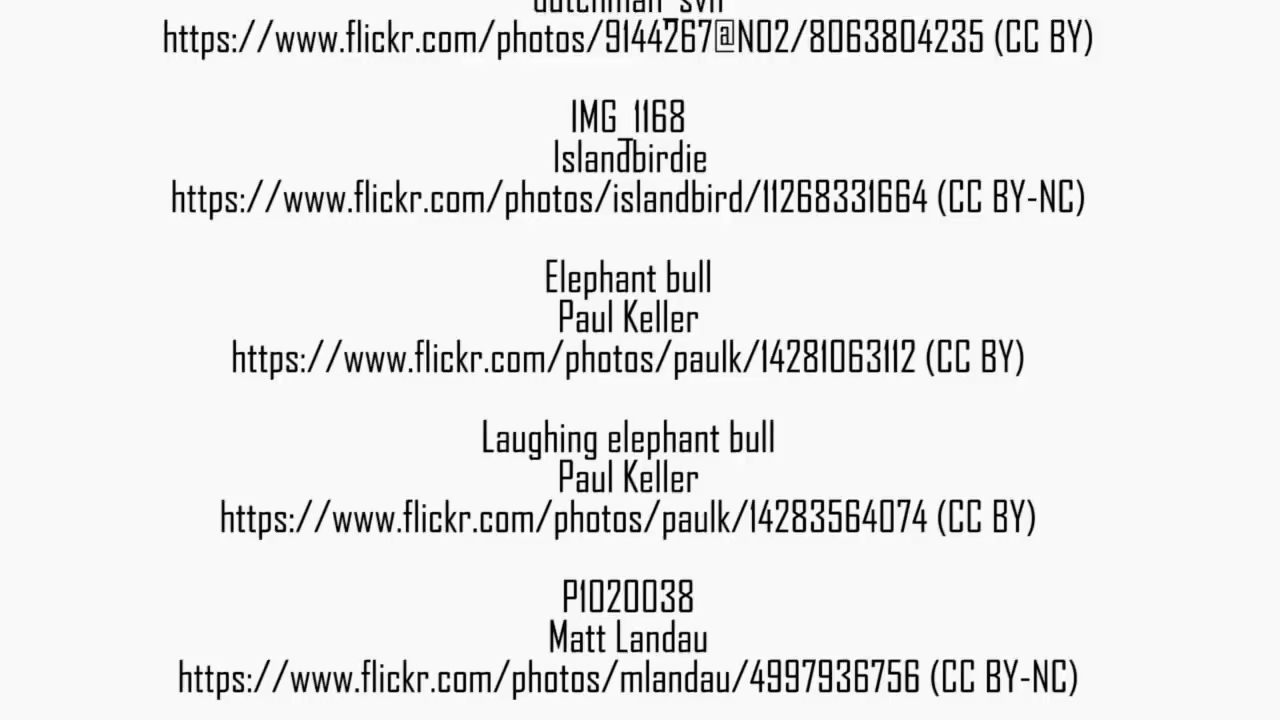 dutchman_svh
https://www.flickr.com/photos/9144267@N02/8063804235 (CC BY)
IMG_1168
Islandbirdie
https://www.flickr.com/photos/islandbird/11268331664 (CC BY-NC)
Elephant bull
Paul Keller
https://www.flickr.com/photos/paulk/14281063112 (CC BY)
Laughing elephant bull
Paul Keller
https://www.flickr.com/photos/paulk/14283564074 (CC BY)
P1020038
Matt Landau
https://www.flickr.com/photos/mlandau/4997936756 (CC BY-NC)